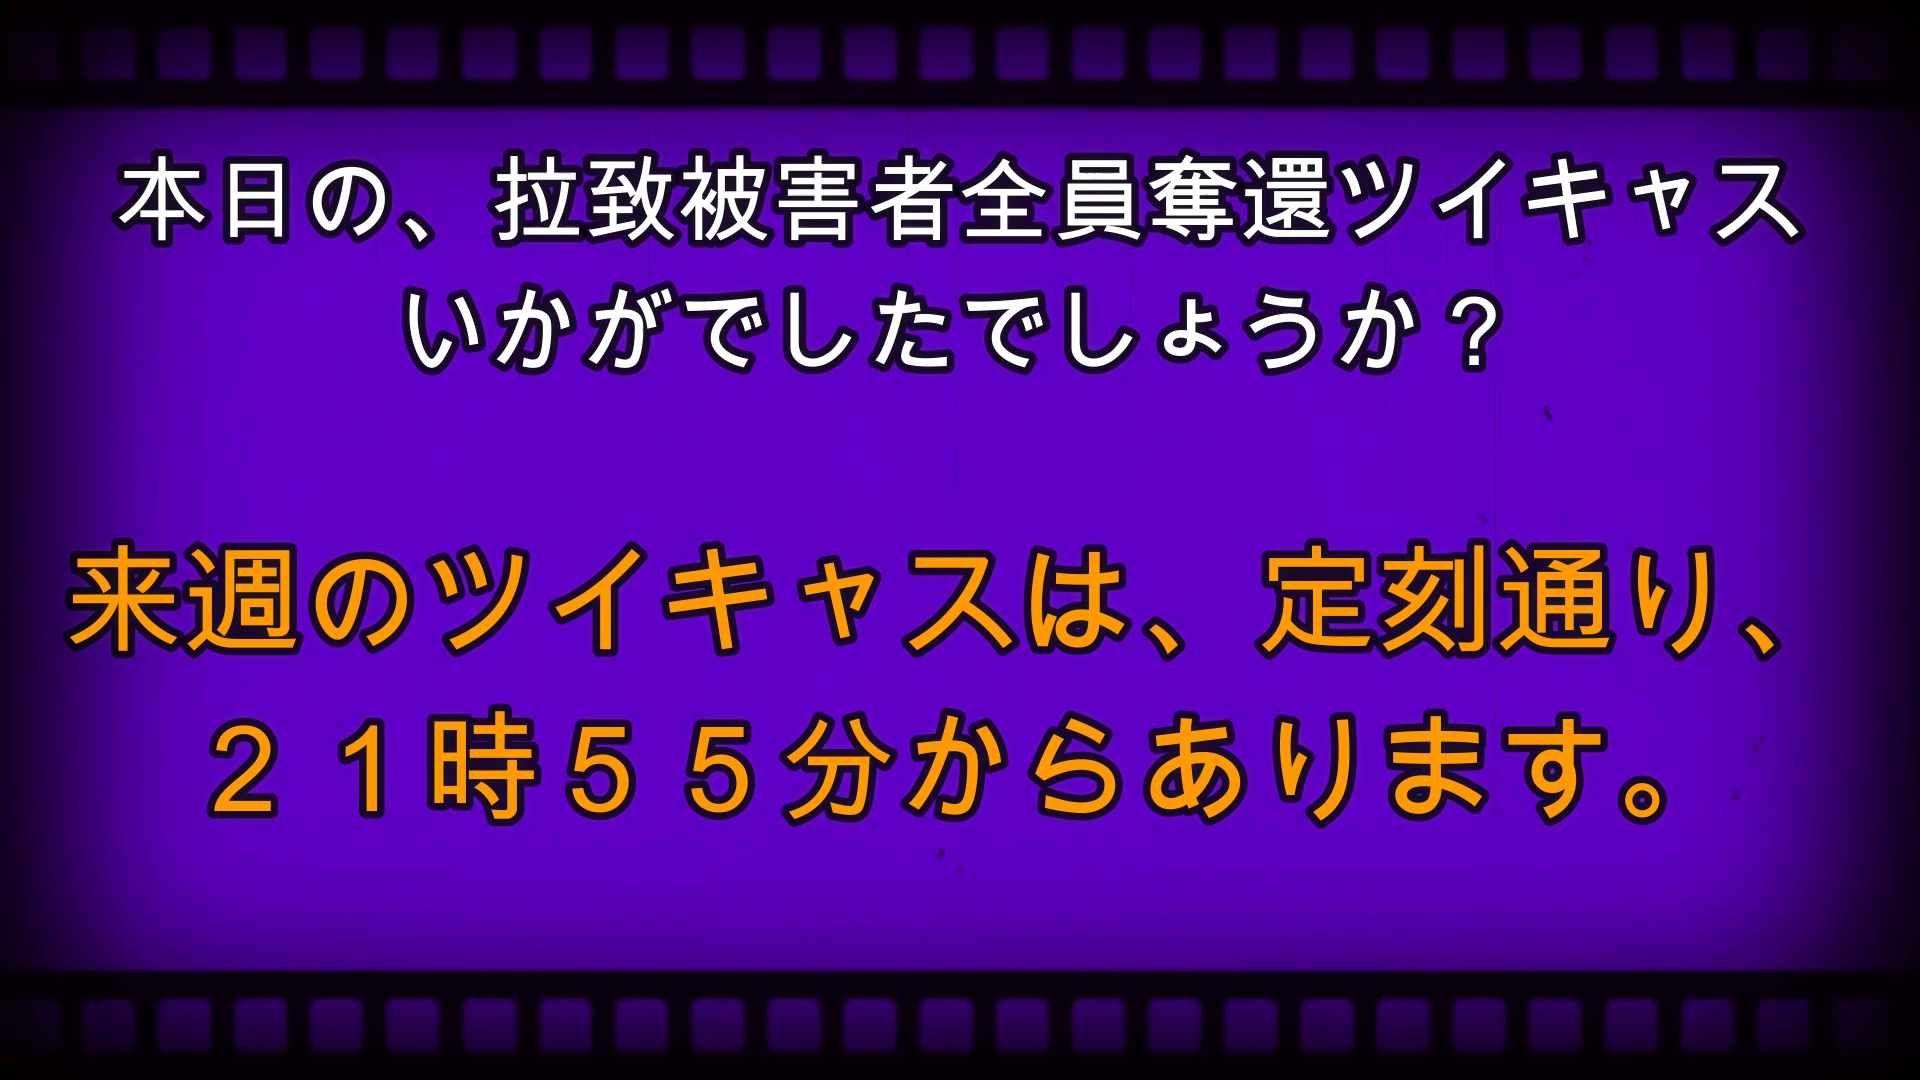 本日の、拉致被害者全員奪還ツイキャス
いかがでしたでしょうか？
来週のツイキャスは、定刻通り、
２１時５５分からあります。